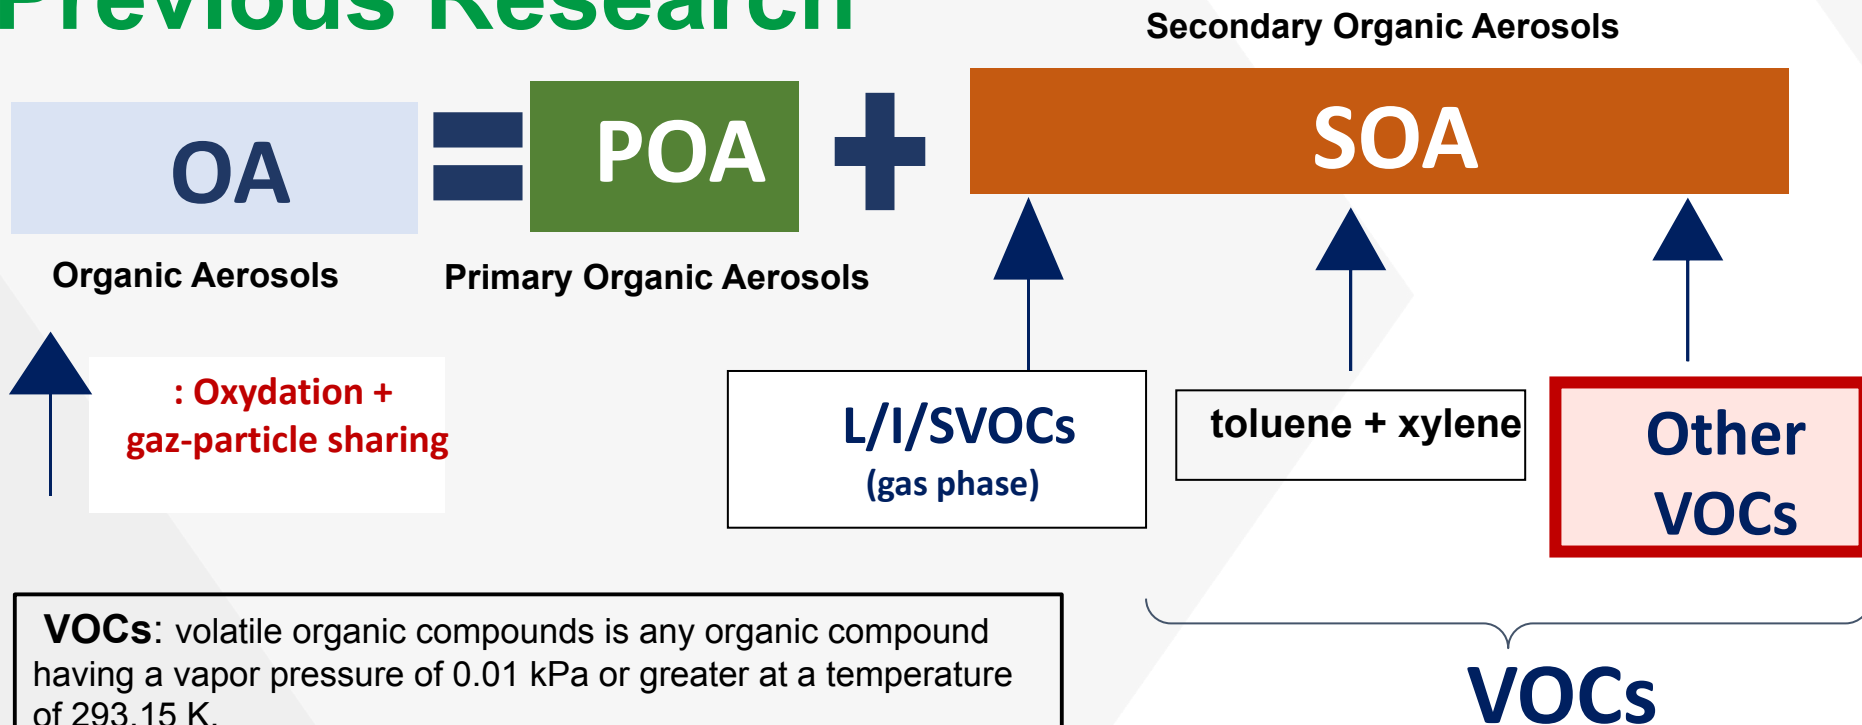 Previous Research
Secondary Organic Aerosols
OA
POA
SOA
Organic Aerosols
Primary Organic Aerosols
: Oxydation +
gaz-particle sharing
L/I/SVOCs
(gas phase)
toluene + xylene
Other
VOCs
VOCs: volatile organic compounds is any organic compound
having a vapor pressure of 0.01 kPa or greater at a temperature
of 293.15 K.
VOCs